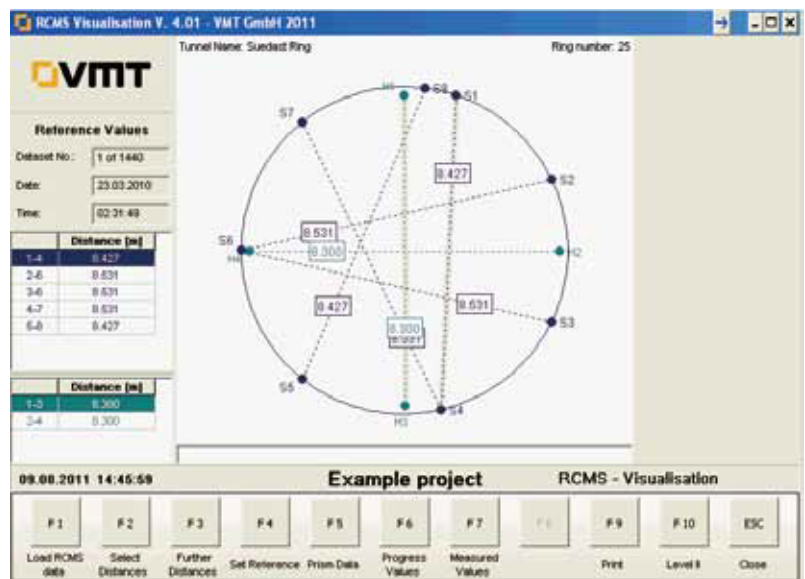 RCMS Visualisation V. 4.01 - VMT GmbH 2011
VMT
Tunnel Name: Suedast Ring
Ring number: 25
Reference Values
Dataset No.: 1 of 1440
Date: 23.03.2010
Time: 02:31:49
Distance [m]
1-4 8.427
2-6 8.531
3-6 8.531
4-7 8.531
5-8 8.427
Distance [m]
1-3 8.300
2-4 8.300
H1
S8
S1
S7
8.427
S2
8.531
S6
H4
8.300
H2
8.427
8.531
S3
8.300
S5
S4
H3
09.08.2011 14:45:59
Example project
RCMS - Visualisation
F1
F2
F3
F4
F5
F6
F7
F8
F9
F10
ESC
Load RCMS data
Select Distances
Further Distances
Set Reference
Prism Data
Progress Values
Measured Values
Print
Level II
Close